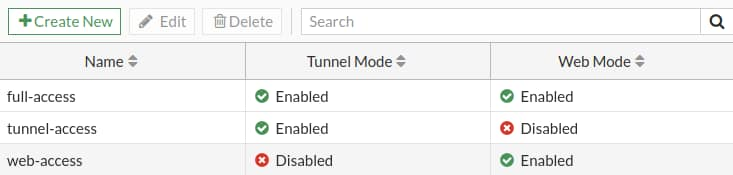 Create New Edit Delete Search
Name Tunnel Mode Web Mode
full-access Enabled Enabled
tunnel-access Enabled Disabled
web-access Disabled Enabled